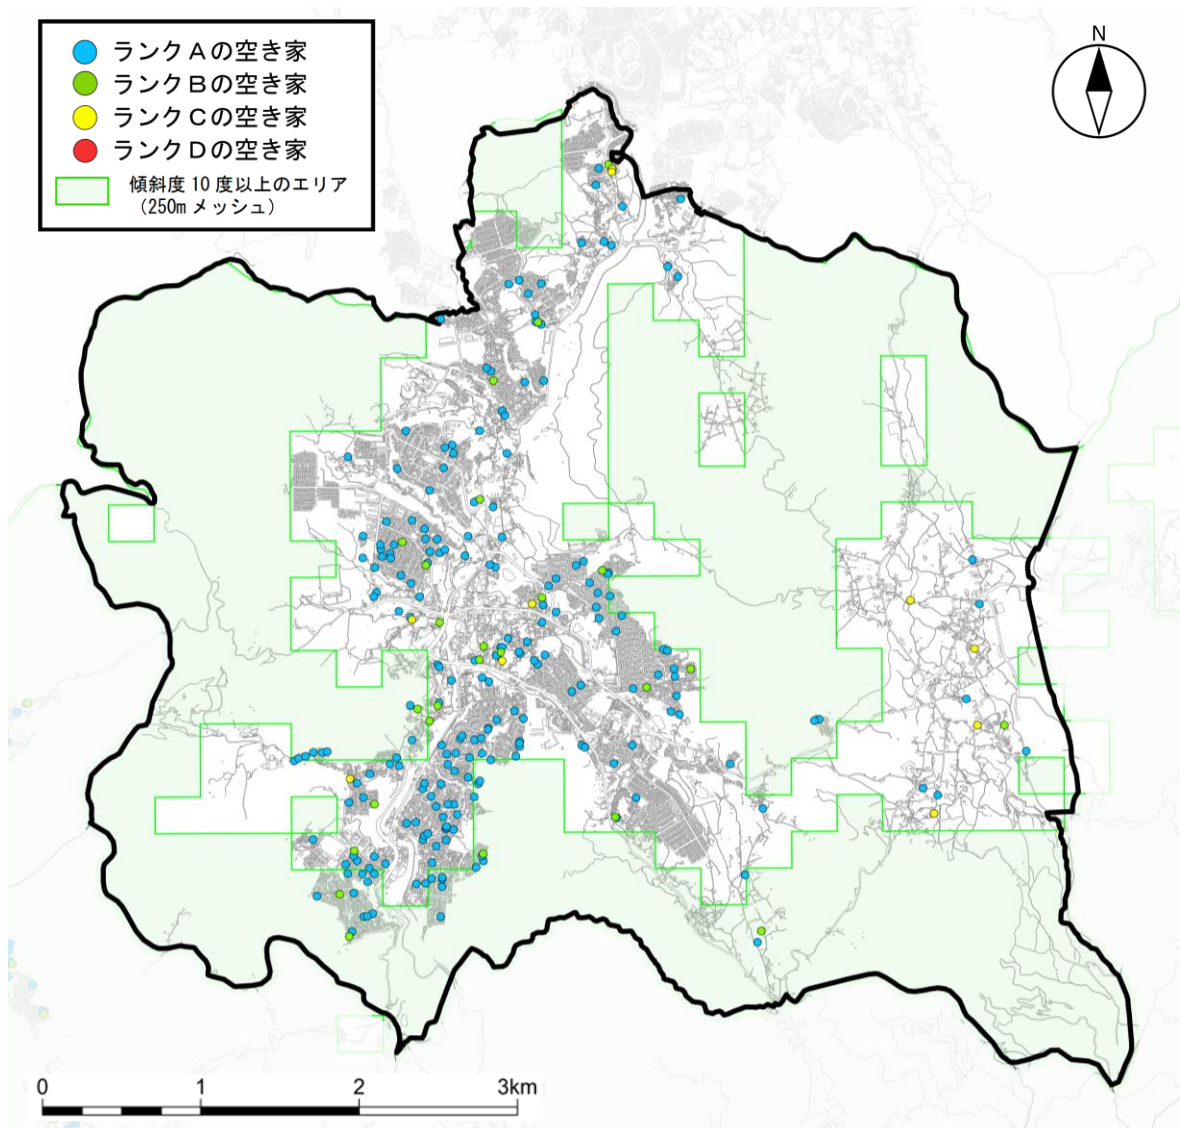 ランクAの空き家
ランクBの空き家
ランクCの空き家
ランクDの空き家
傾斜度 10 度以上のエリア
（250m メッシュ）
N
0 1 2 3km